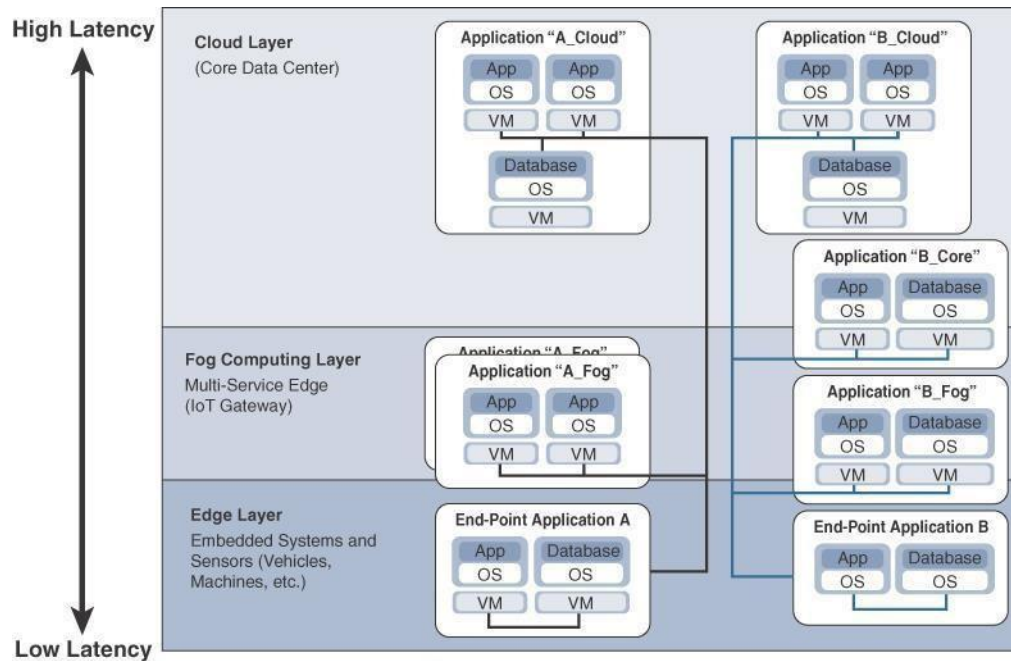 High Latency
Cloud Layer
(Core Data Center)
Application “A_Cloud”
App App
OS OS
VM VM
Database
OS
VM
Application “B_Cloud”
App App
OS OS
VM VM
Database
OS
VM
Application “B_Core”
App Database
OS OS
VM VM
Fog Computing Layer
Multi-Service Edge
(IoT Gateway)
Application “A_Fog”
Application “A_Fog”
App App
OS OS
VM VM
Application “B_Fog”
App Database
OS OS
VM VM
Edge Layer
Embedded Systems and
Sensors (Vehicles,
Machines, etc.)
End-Point Application A
App Database
OS OS
VM VM
End-Point Application B
App Database
OS OS
Low Latency